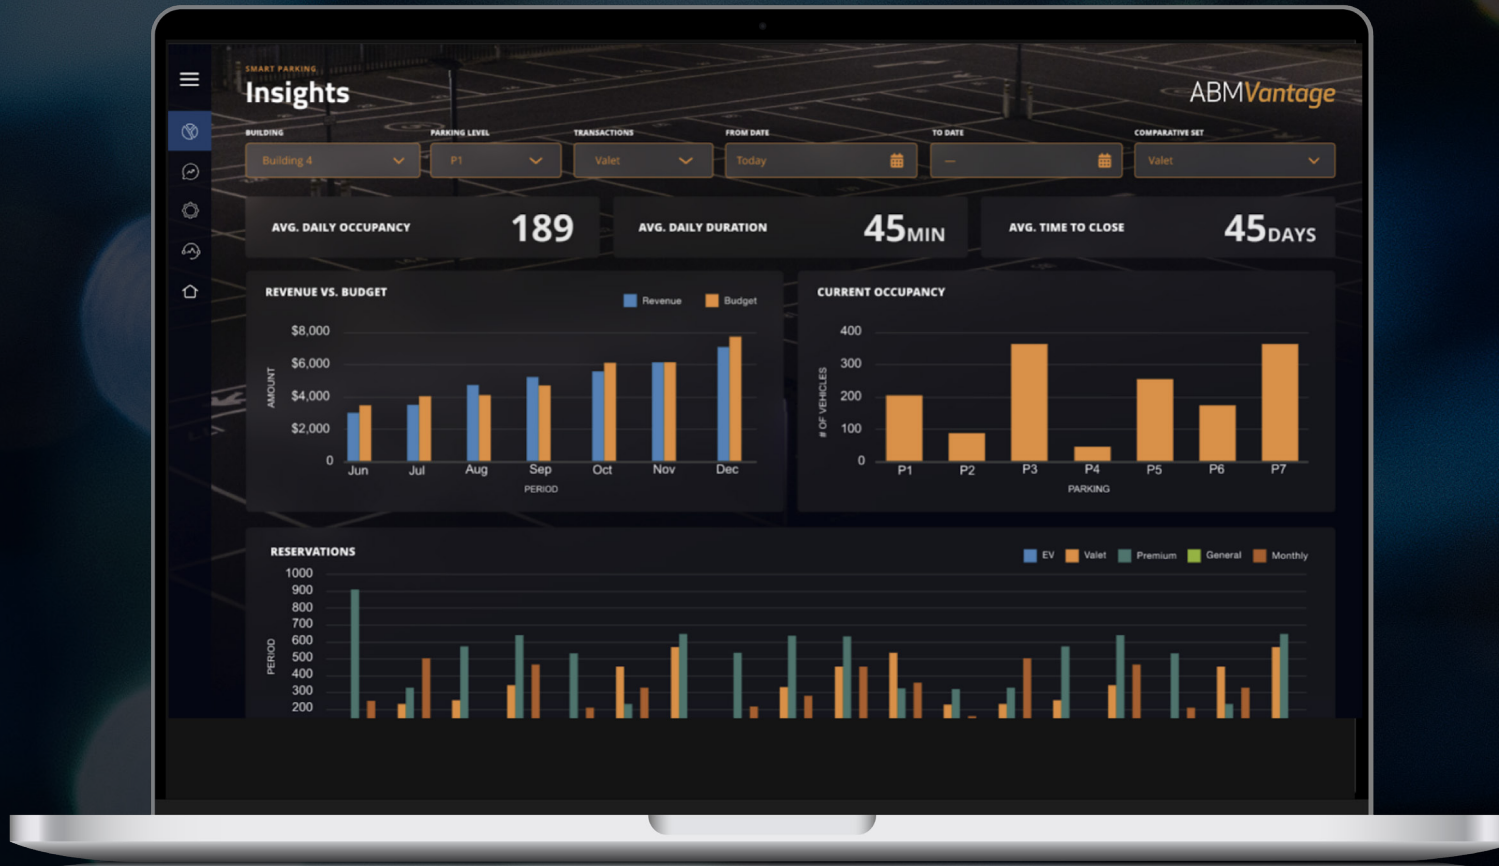 SMART PARKING
Insights
ABMVantage
BUILDING
PARKING LEVEL
TRANSACTIONS
FROM DATE
TO DATE
COMPARATIVE SET
Building 4
P1
Valet
Today
—
Valet
AVG. DAILY OCCUPANCY
189
AVG. DAILY DURATION
45MIN
AVG. TIME TO CLOSE
45DAYS
REVENUE VS. BUDGET
Revenue
Budget
$8,000
$6,000
$4,000
$2,000
0
AMOUNT
Jun
Jul
Aug
Sep
Oct
Nov
Dec
PERIOD
CURRENT OCCUPANCY
400
300
200
100
0
# OF VEHICLES
P1
P2
P3
P4
P5
P6
P7
PARKING
RESERVATIONS
EV
Valet
Premium
General
Monthly
1000
900
800
700
600
500
400
300
200
PERIOD